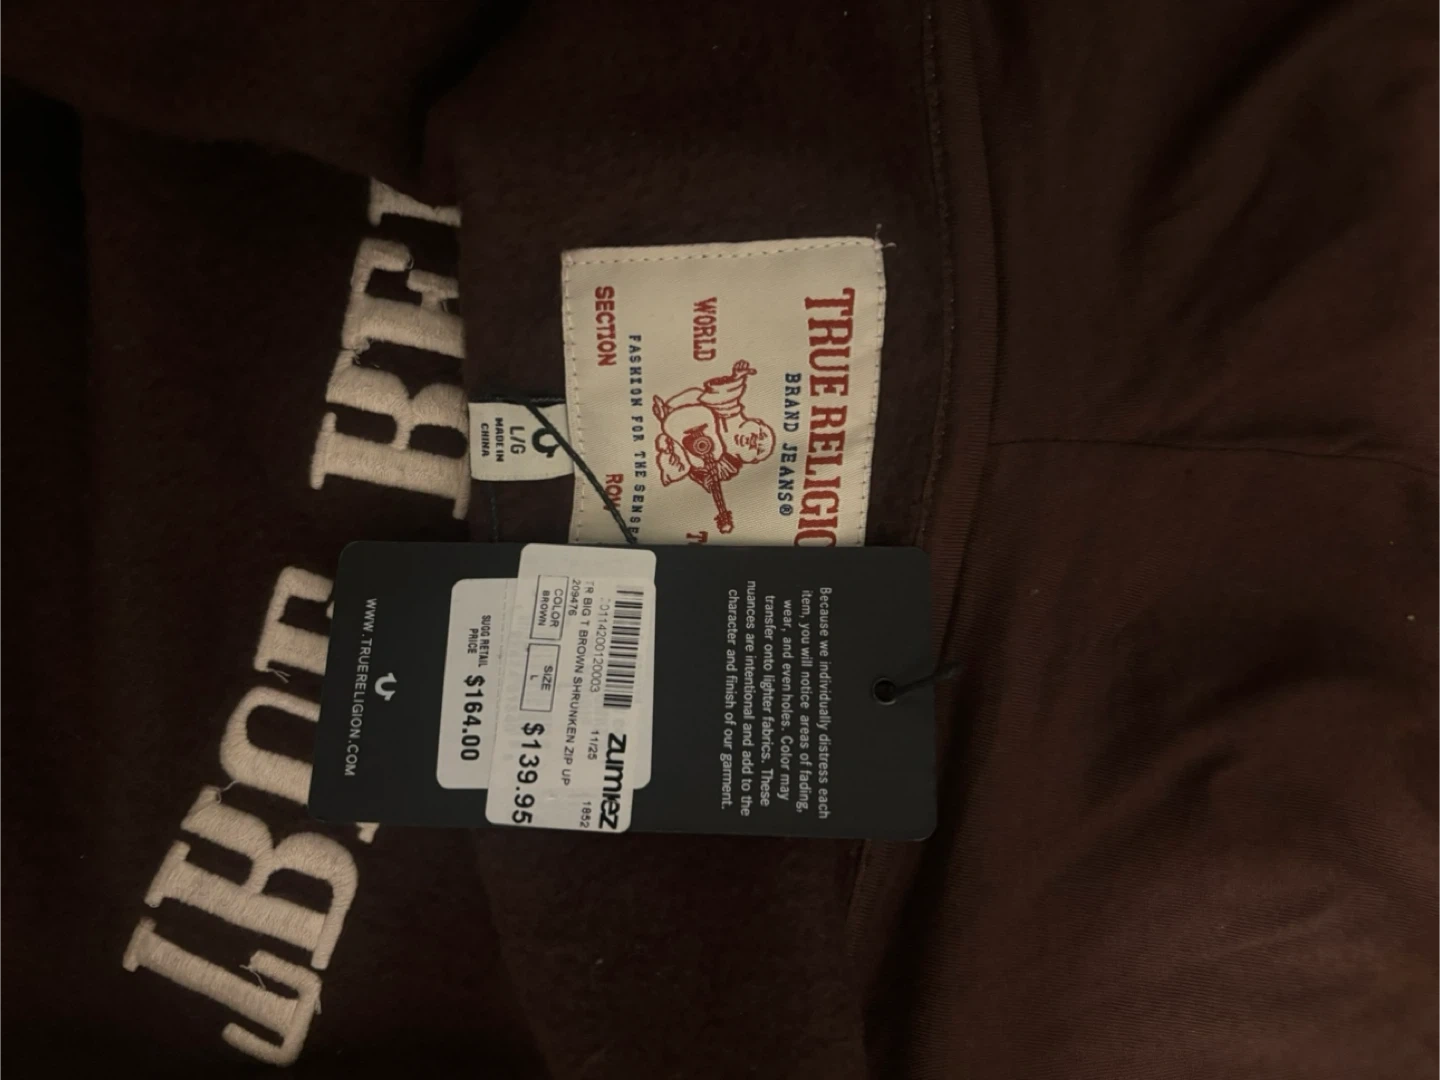 TRUE RELIGIO
BRAND JEANS®
WORLD
FASHION FOR THE SENSE
SECTION
ROW
L/G
MADE IN
CHINA
Because we individually distress each
item, you will notice areas of fading,
wear, and even holes. Color may
transfer onto lighter fabrics. These
nuances are intentional and add to the
character and finish of our garment.
zumiez
0114200120003 11/25 1852
TR BIG T BROWN SHRUNKEN ZIP UP
209476
COLOR
BROWN
SIZE
L
$139.95
SUGG RETAIL
PRICE
$164.00
WWW.TRUERELIGION.COM